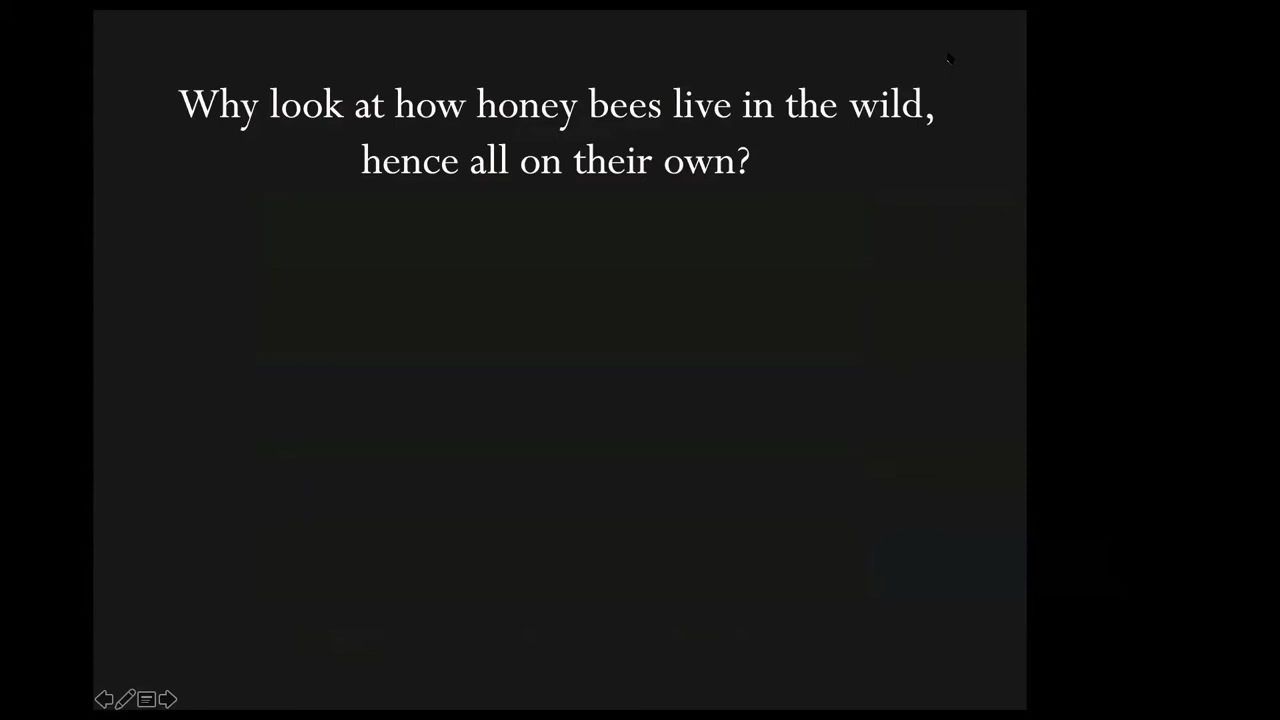 Why look at how honey bees live in the wild,
hence all on their own?